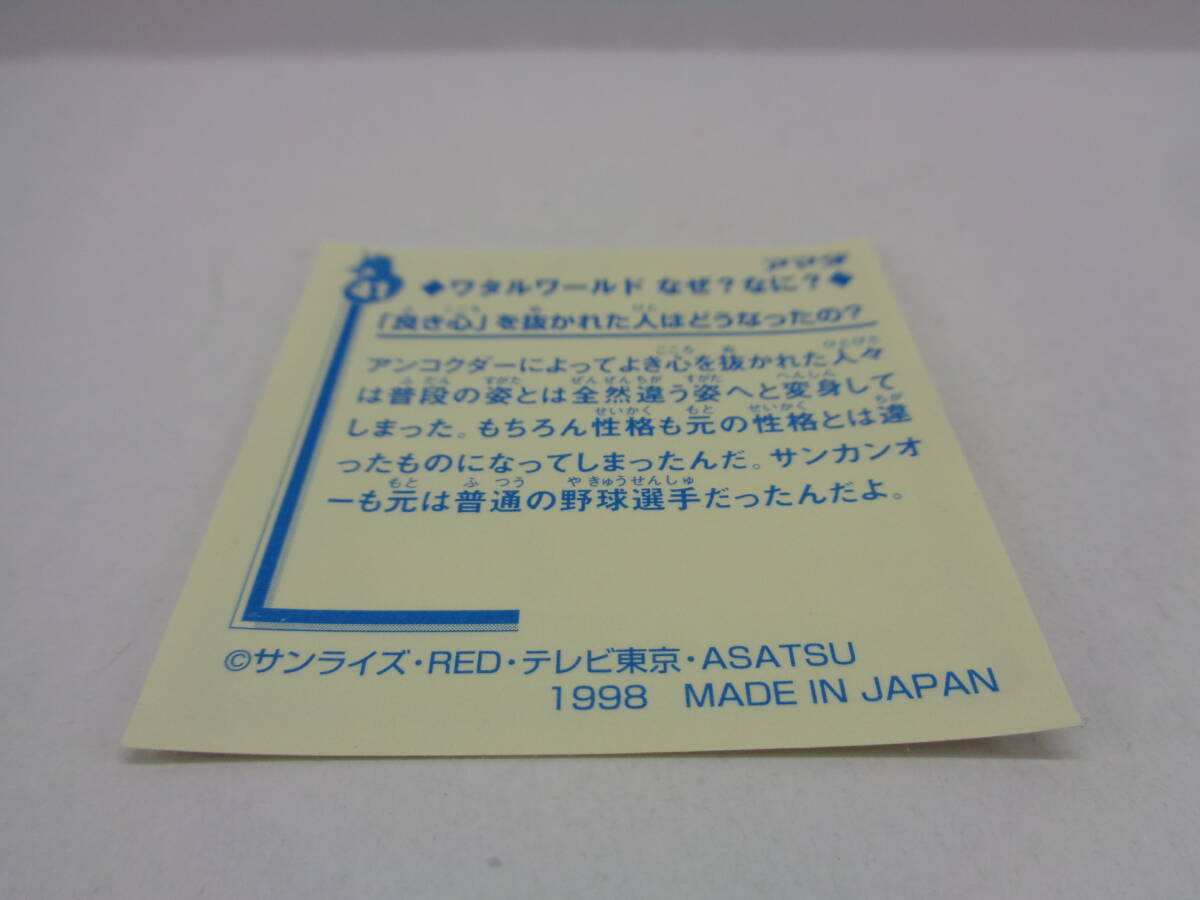 アマダ
◆ワタルワールド なぜ？なに？◆
「良き心」を抜かれた人はどうなったの？
アンコクダーによってよき心を抜かれた人々
は普段の姿とは全然違う姿へと変身して
しまった。もちろん性格も元の性格とは違
ったものになってしまったんだ。サンカンオ
ーも元は普通の野球選手だったんだよ。
©サンライズ・RED・テレビ東京・ASATSU
1998 MADE IN JAPAN